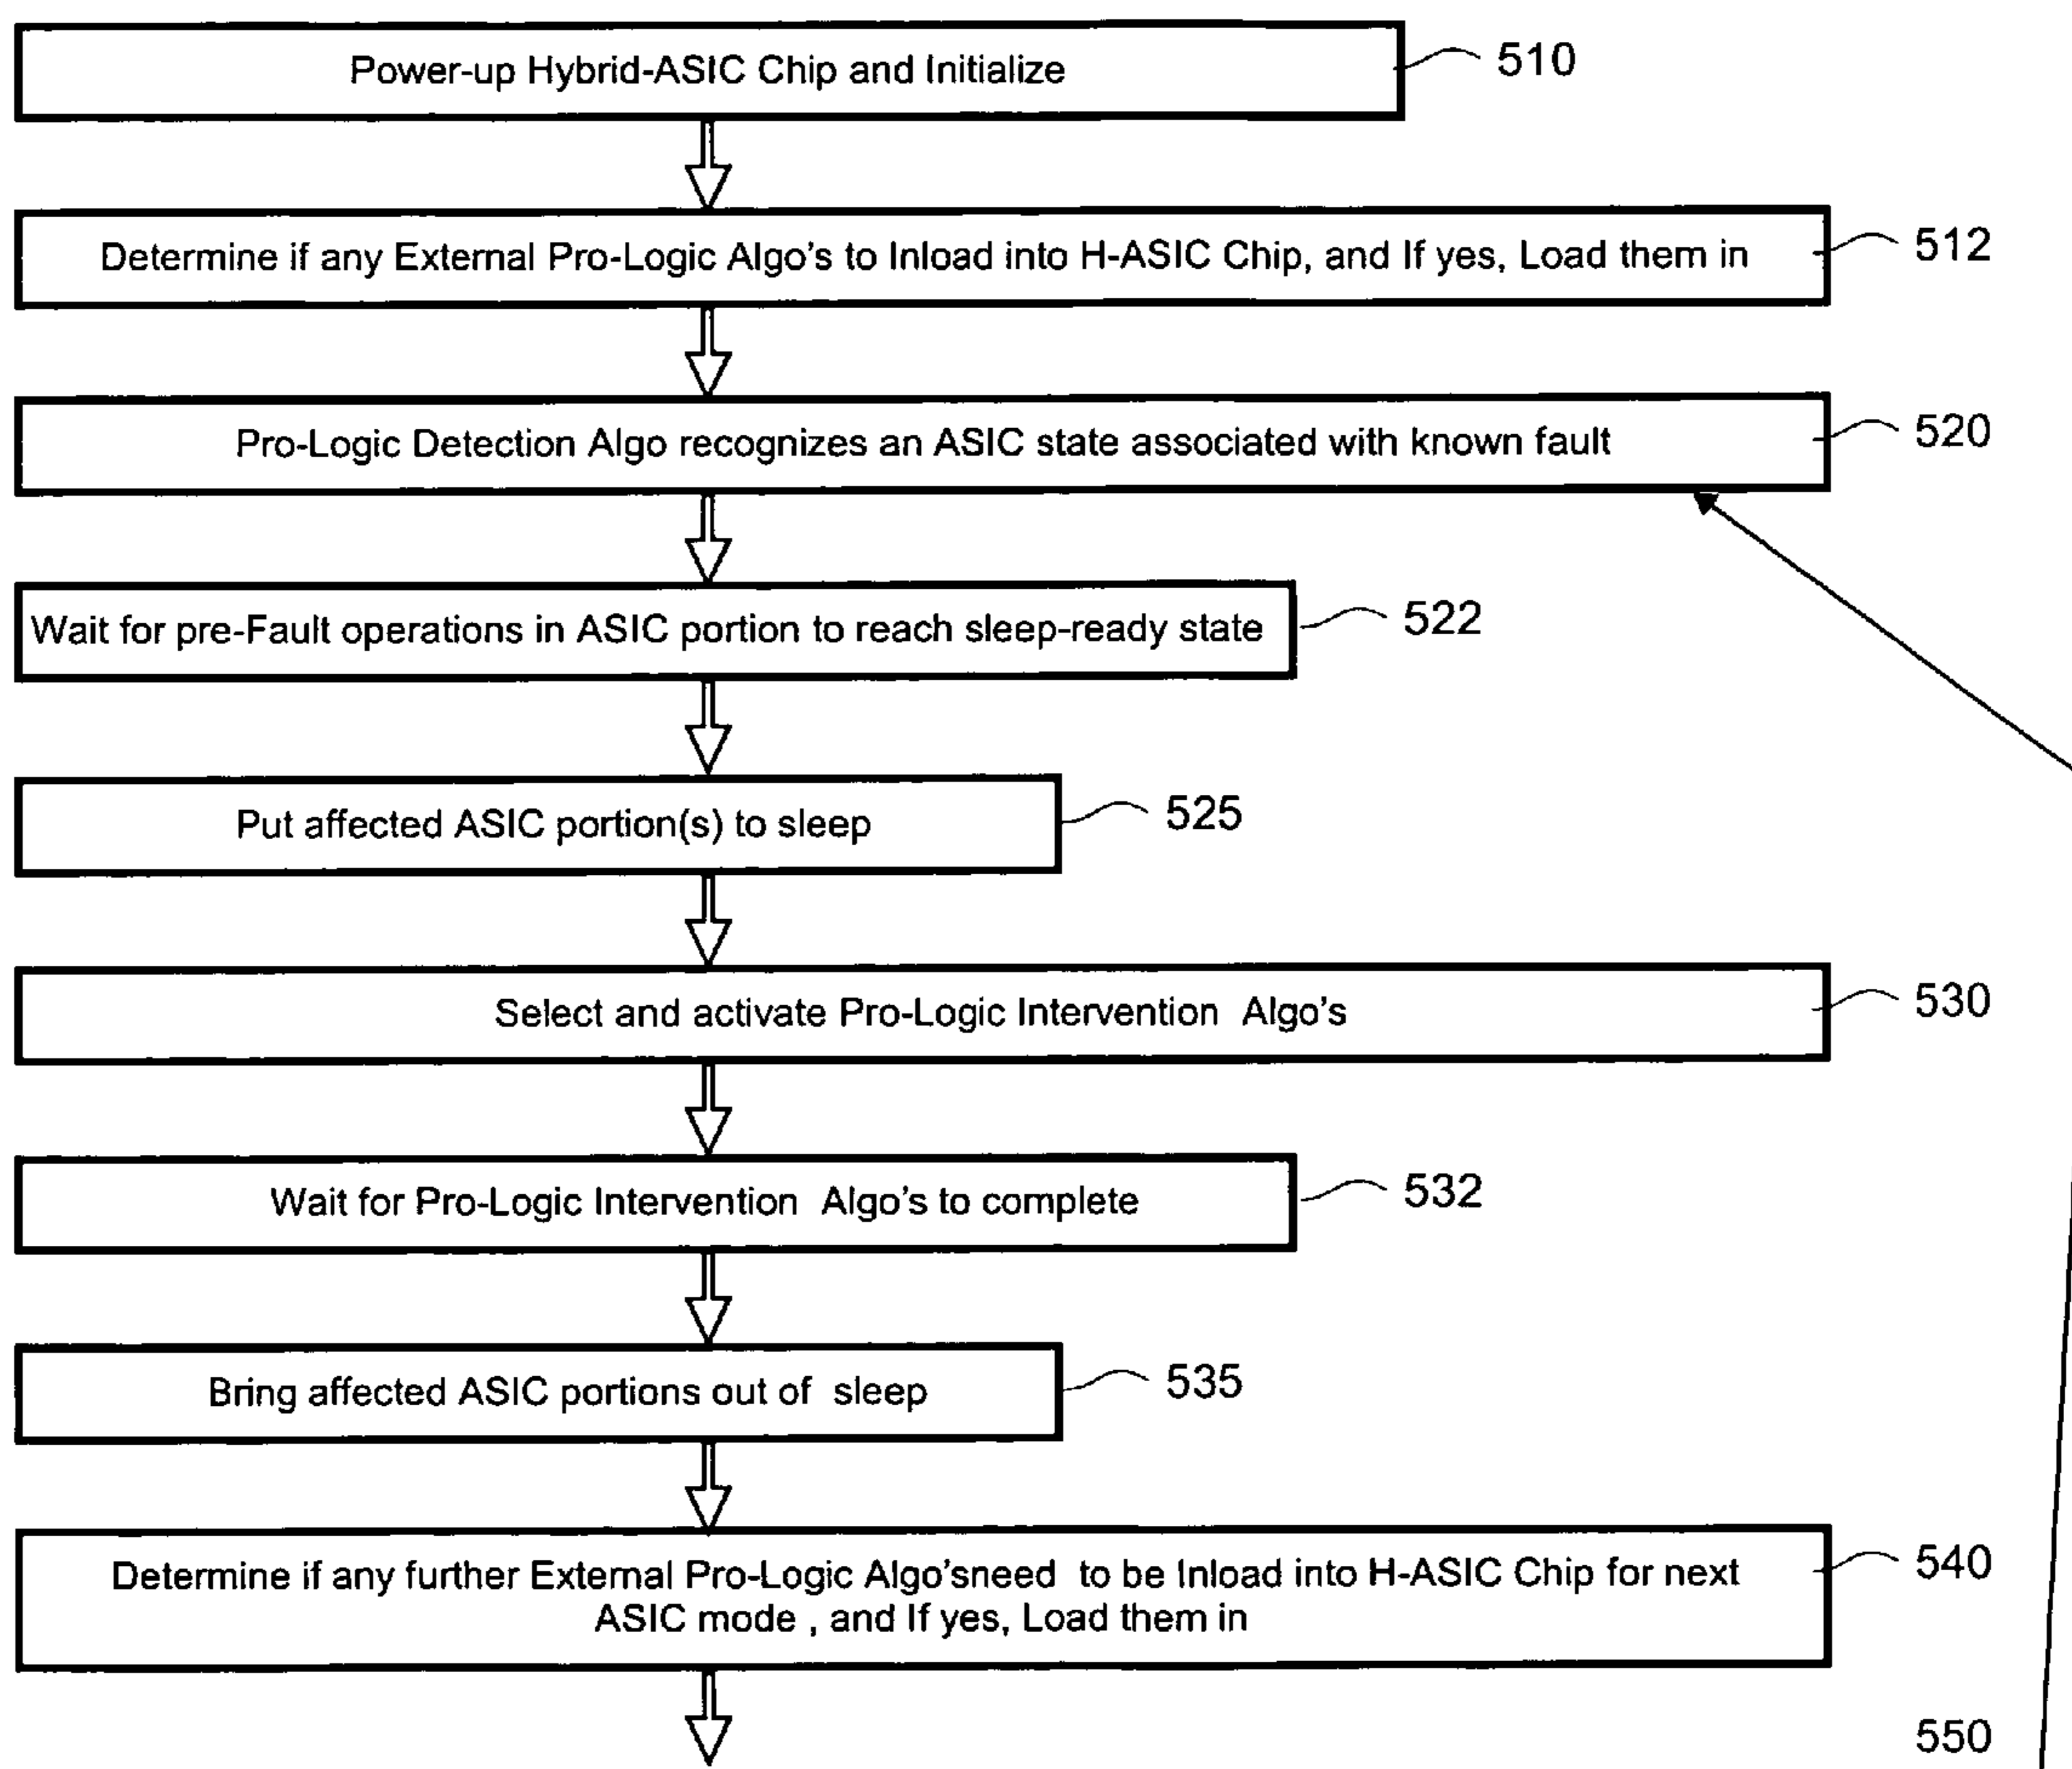 Power-up Hybrid-ASIC Chip and Initialize
510
Determine if any External Pro-Logic Algo's to Inload into H-ASIC Chip, and If yes, Load them in
512
Pro-Logic Detection Algo recognizes an ASIC state associated with known fault
520
Wait for pre-Fault operations in ASIC portion to reach sleep-ready state
522
Put affected ASIC portion(s) to sleep
525
Select and activate Pro-Logic Intervention Algo's
530
Wait for Pro-Logic Intervention Algo's to complete
532
Bring affected ASIC portions out of sleep
535
Determine if any further External Pro-Logic Algo'sneed to be Inload into H-ASIC Chip for next
ASIC mode , and If yes, Load them in
540
550